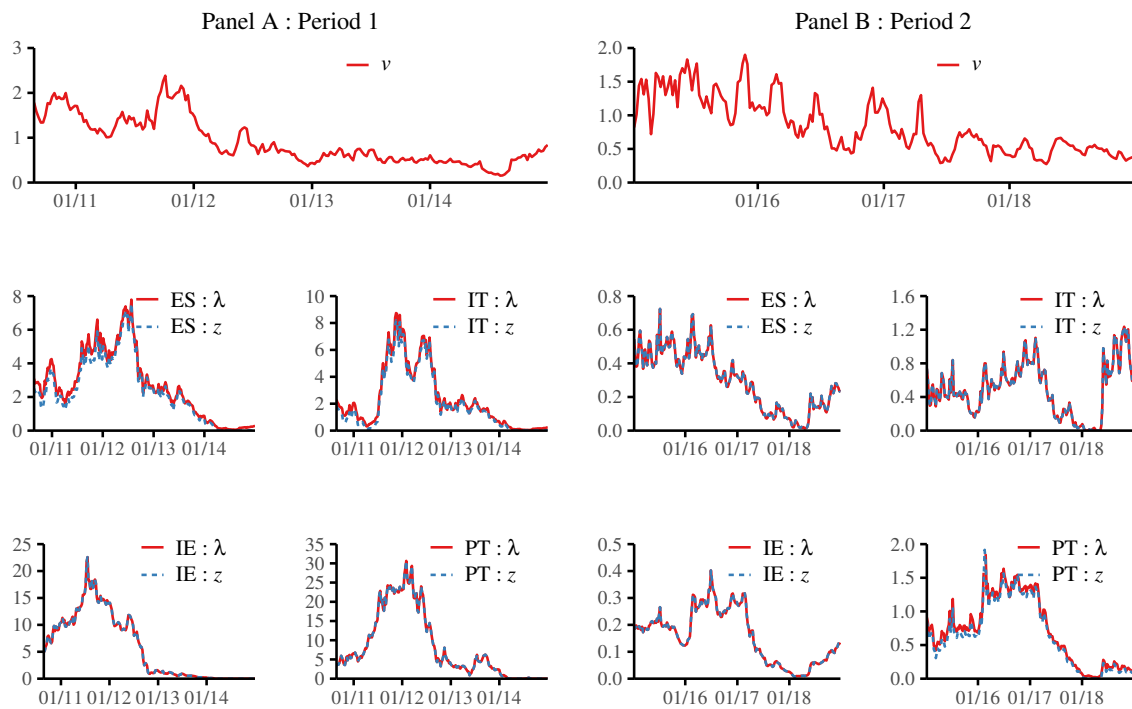 Panel A : Period 1
Panel B : Period 2
3
2
1
0
v
01/11 01/12 01/13 01/14
2.0
1.5
1.0
0.5
0.0
v
01/16 01/17 01/18
8
6
4
2
0
ES : λ
ES : z
01/11 01/12 01/13 01/14
10
8
6
4
2
0
IT : λ
IT : z
01/11 01/12 01/13 01/14
0.8
0.6
0.4
0.2
0.0
ES : λ
ES : z
01/16 01/17 01/18
1.6
1.2
0.8
0.4
0.0
IT : λ
IT : z
01/16 01/17 01/18
25
20
15
10
5
0
IE : λ
IE : z
01/11 01/12 01/13 01/14
35
30
25
20
15
10
5
0
PT : λ
PT : z
01/11 01/12 01/13 01/14
0.5
0.4
0.3
0.2
0.1
0.0
IE : λ
IE : z
01/16 01/17 01/18
2.0
1.5
1.0
0.5
0.0
PT : λ
PT : z
01/16 01/17 01/18